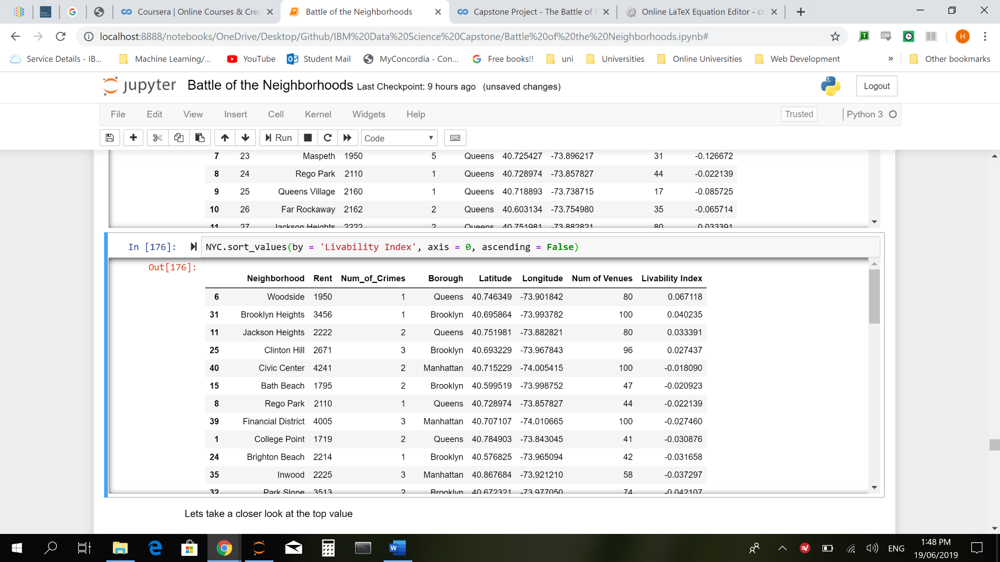 Coursera | Online Courses & Cred
Battle of the Neighborhoods
Capstone Project - The Battle of
Online LaTeX Equation Editor - cr
localhost:8888/notebooks/OneDrive/Desktop/Github/IBM%20Data%20Science%20Capstone/Battle%20of%20the%20Neighborhoods.ipynb#
Service Details - IB... Machine Learning/... YouTube Student Mail MyConcordia - Con... Free books!! uni Universities Online Universities Web Development » Other bookmarks
jupyter Battle of the Neighborhoods Last Checkpoint: 9 hours ago (unsaved changes) Logout
File Edit View Insert Cell Kernel Widgets Help Trusted Python 3
Run Code
7 23 Maspeth 1950 5 Queens 40.725427 -73.896217 31 -0.126672
8 24 Rego Park 2110 1 Queens 40.728974 -73.857827 44 -0.022139
9 25 Queens Village 2160 1 Queens 40.718893 -73.738715 17 -0.085725
10 26 Far Rockaway 2162 2 Queens 40.603134 -73.754980 35 -0.065714
11 27 Jackson Heights 2222 2 Queens 40.751981 -73.882821 80 0.033391
In [176]: NYC.sort_values(by = 'Livability Index', axis = 0, ascending = False)
Out[176]:
Neighborhood Rent Num_of_Crimes Borough Latitude Longitude Num of Venues Livability Index
6 Woodside 1950 1 Queens 40.746349 -73.901842 80 0.067118
31 Brooklyn Heights 3456 1 Brooklyn 40.695864 -73.993782 100 0.040235
11 Jackson Heights 2222 2 Queens 40.751981 -73.882821 80 0.033391
25 Clinton Hill 2671 3 Brooklyn 40.693229 -73.967843 96 0.027437
40 Civic Center 4241 2 Manhattan 40.715229 -74.005415 100 -0.018090
15 Bath Beach 1795 2 Brooklyn 40.599519 -73.998752 47 -0.020923
8 Rego Park 2110 1 Queens 40.728974 -73.857827 44 -0.022139
39 Financial District 4005 3 Manhattan 40.707107 -74.010665 100 -0.027460
1 College Point 1719 2 Queens 40.784903 -73.843045 41 -0.030876
24 Brighton Beach 2214 1 Brooklyn 40.576825 -73.965094 42 -0.031658
35 Inwood 2225 3 Manhattan 40.867684 -73.921210 58 -0.037297
32 Park Slope 3513 2 Brooklyn 40.672321 -73.977050 74 -0.042107
Lets take a closer look at the top value
ENG
1:48 PM
19/06/2019